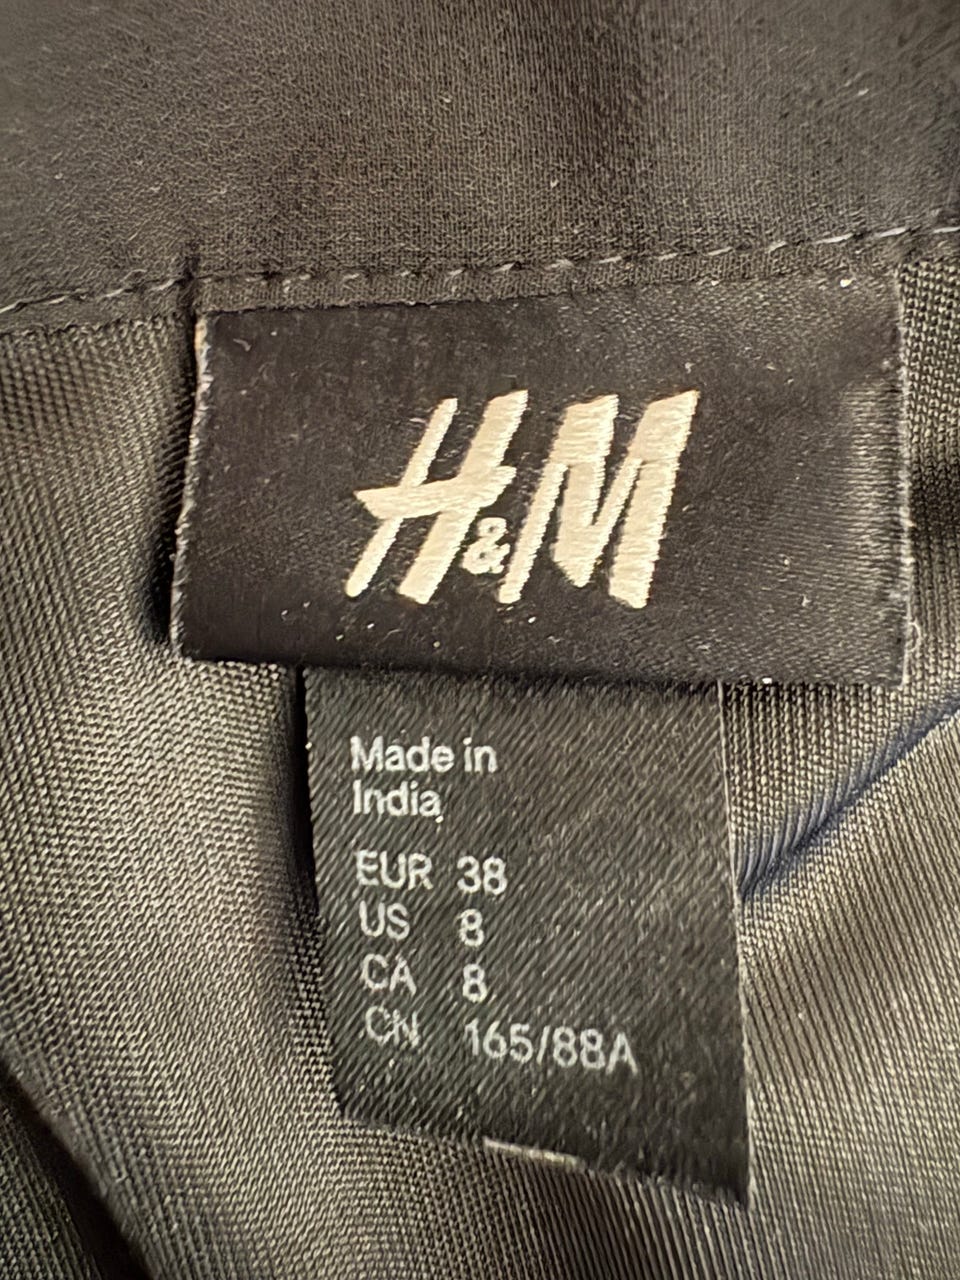 H&M
Made in
India
EUR 38
US 8
CA 8
CN 165/88A